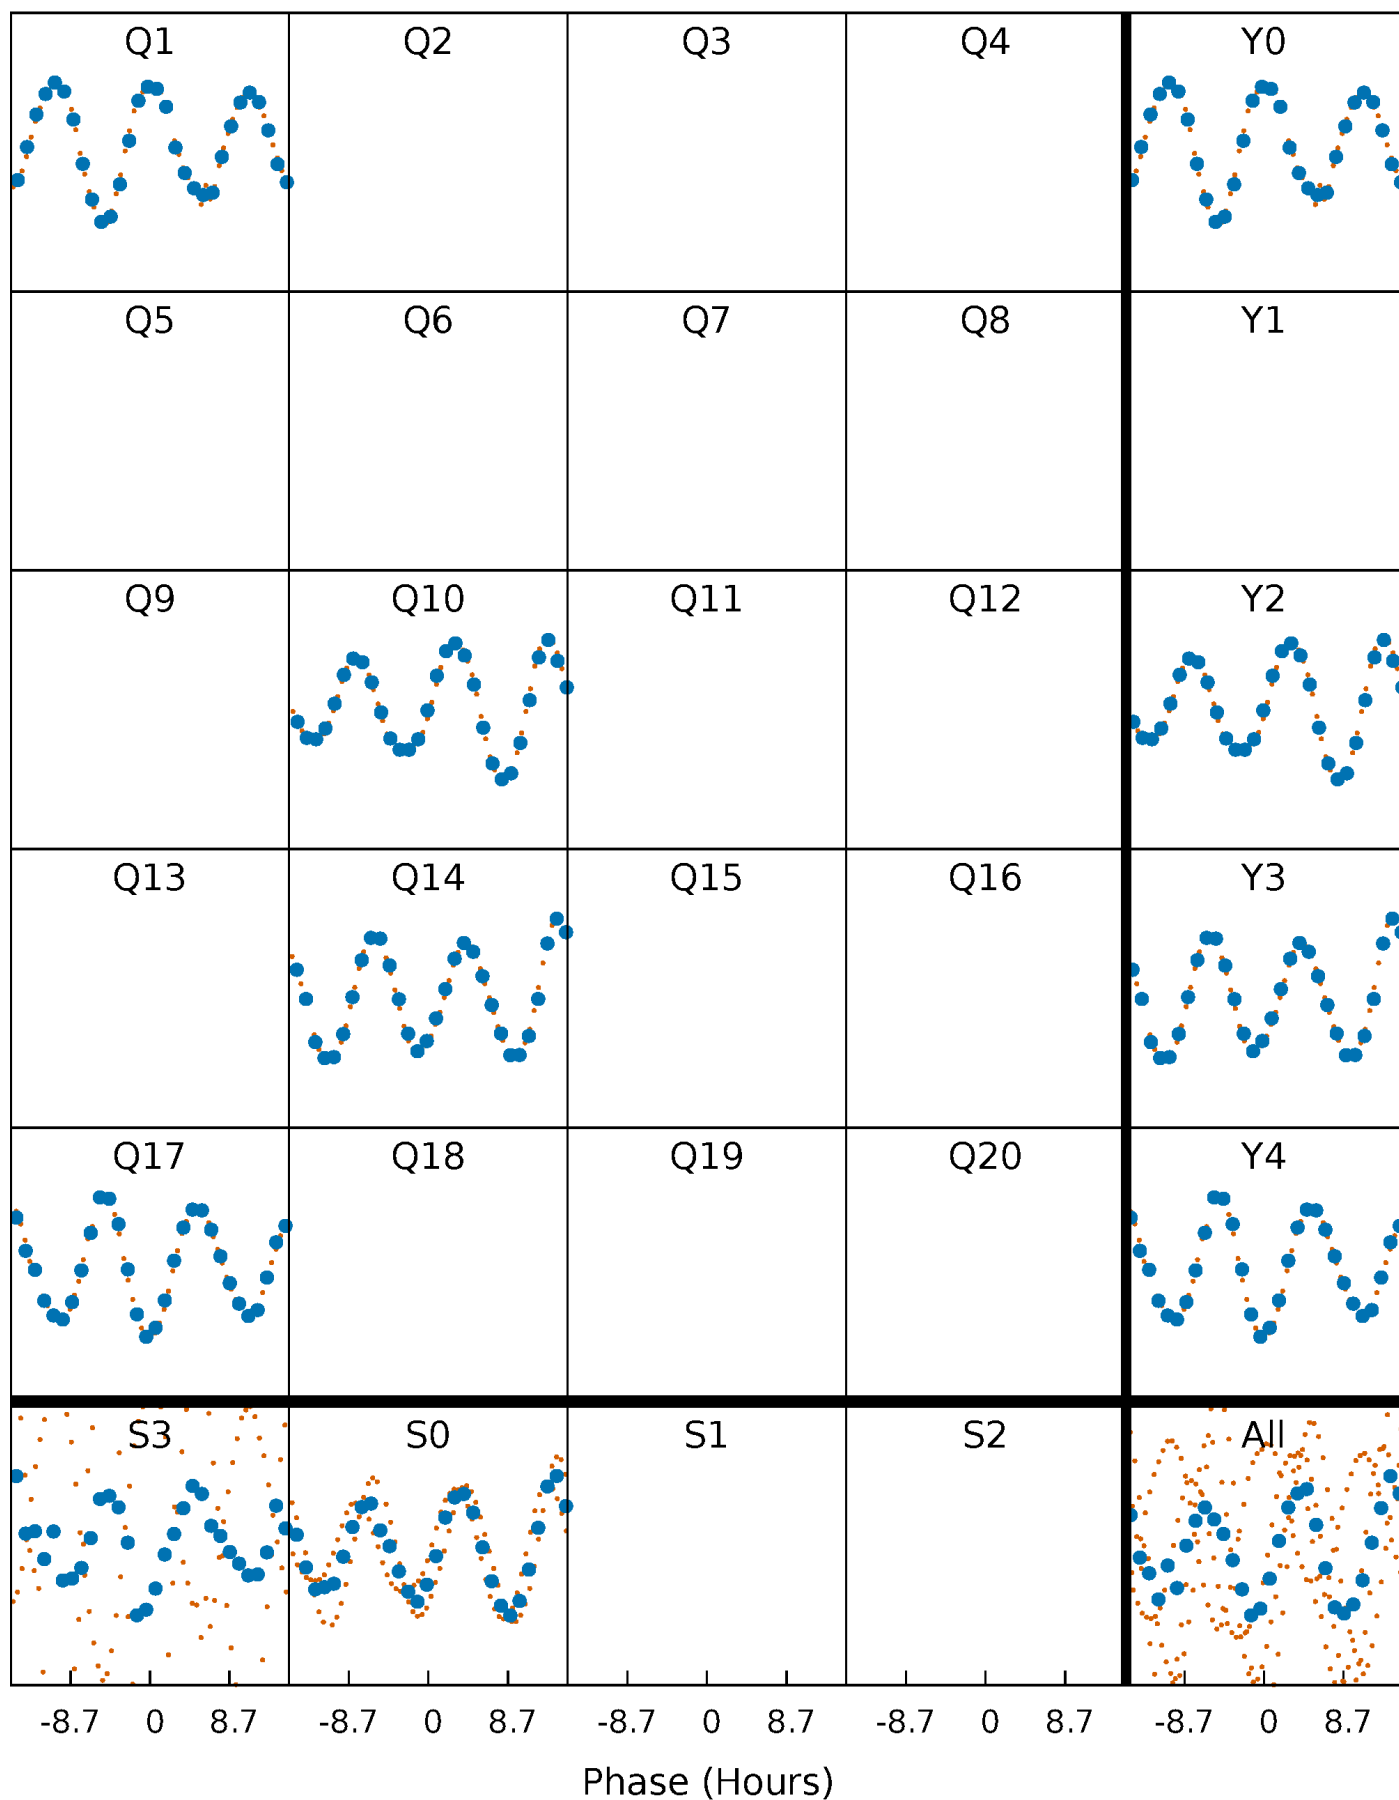 Q1 Q2 Q3 Q4 Y0
Q5 Q6 Q7 Q8 Y1
Q9 Q10 Q11 Q12 Y2
Q13 Q14 Q15 Q16 Y3
Q17 Q18 Q19 Q20 Y4
S3 S0 S1 S2 All
-8.7 0 8.7 -8.7 0 8.7 -8.7 0 8.7 -8.7 0 8.7 -8.7 0 8.7
Phase (Hours)